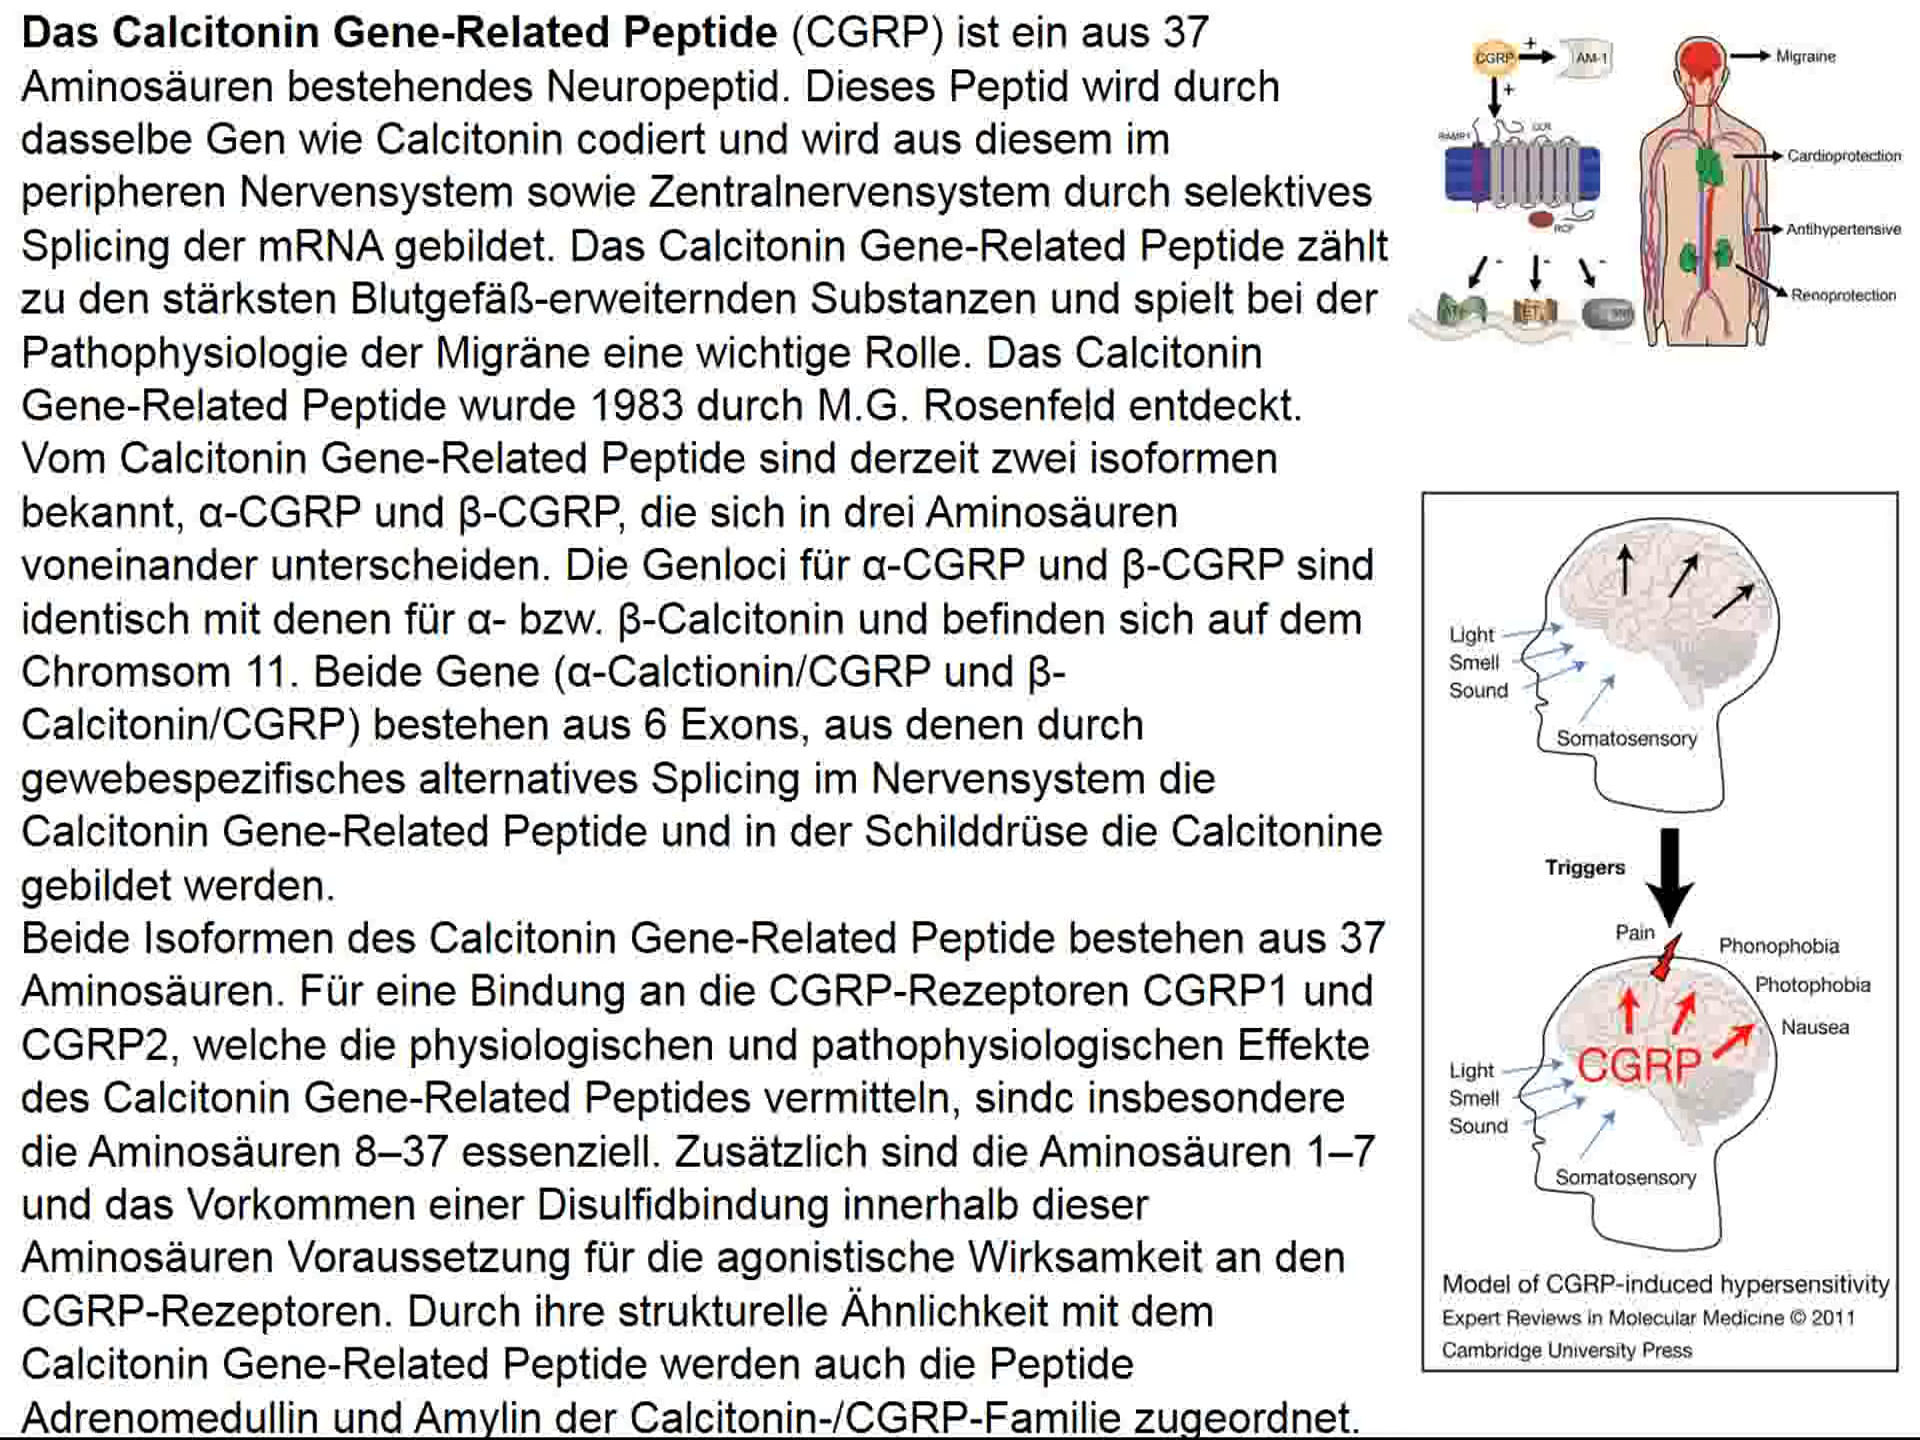 Das Calcitonin Gene-Related Peptide (CGRP) ist ein aus 37
Aminosäuren bestehendes Neuropeptid. Dieses Peptid wird durch
dasselbe Gen wie Calcitonin codiert und wird aus diesem im
peripheren Nervensystem sowie Zentralnervensystem durch selektives
Splicing der mRNA gebildet. Das Calcitonin Gene-Related Peptide zählt
zu den stärksten Blutgefäß-erweiternden Substanzen und spielt bei der
Pathophysiologie der Migräne eine wichtige Rolle. Das Calcitonin
Gene-Related Peptide wurde 1983 durch M.G. Rosenfeld entdeckt.
Vom Calcitonin Gene-Related Peptide sind derzeit zwei isoformen
bekannt, α-CGRP und β-CGRP, die sich in drei Aminosäuren
voneinander unterscheiden. Die Genloci für α-CGRP und β-CGRP sind
identisch mit denen für α- bzw. β-Calcitonin und befinden sich auf dem
Chromsom 11. Beide Gene (α-Calctionin/CGRP und β-
Calcitonin/CGRP) bestehen aus 6 Exons, aus denen durch
gewebespezifisches alternatives Splicing im Nervensystem die
Calcitonin Gene-Related Peptide und in der Schilddrüse die Calcitonine
gebildet werden.
Beide Isoformen des Calcitonin Gene-Related Peptide bestehen aus 37
Aminosäuren. Für eine Bindung an die CGRP-Rezeptoren CGRP1 und
CGRP2, welche die physiologischen und pathophysiologischen Effekte
des Calcitonin Gene-Related Peptides vermitteln, sindc insbesondere
die Aminosäuren 8–37 essenziell. Zusätzlich sind die Aminosäuren 1–7
und das Vorkommen einer Disulfidbindung innerhalb dieser
Aminosäuren Voraussetzung für die agonistische Wirksamkeit an den
CGRP-Rezeptoren. Durch ihre strukturelle Ähnlichkeit mit dem
Calcitonin Gene-Related Peptide werden auch die Peptide
Adrenomedullin und Amylin der Calcitonin-/CGRP-Familie zugeordnet.
CGRP + AM-1
+
RAMP1
RCP
- - -
ET
Migraine
Cardioprotection
Antihypertensive
Renoprotection
Light
Smell
Sound
Somatosensory
Triggers
Pain
Phonophobia
Photophobia
Nausea
CGRP
Light
Smell
Sound
Somatosensory
Model of CGRP-induced hypersensitivity
Expert Reviews in Molecular Medicine © 2011
Cambridge University Press